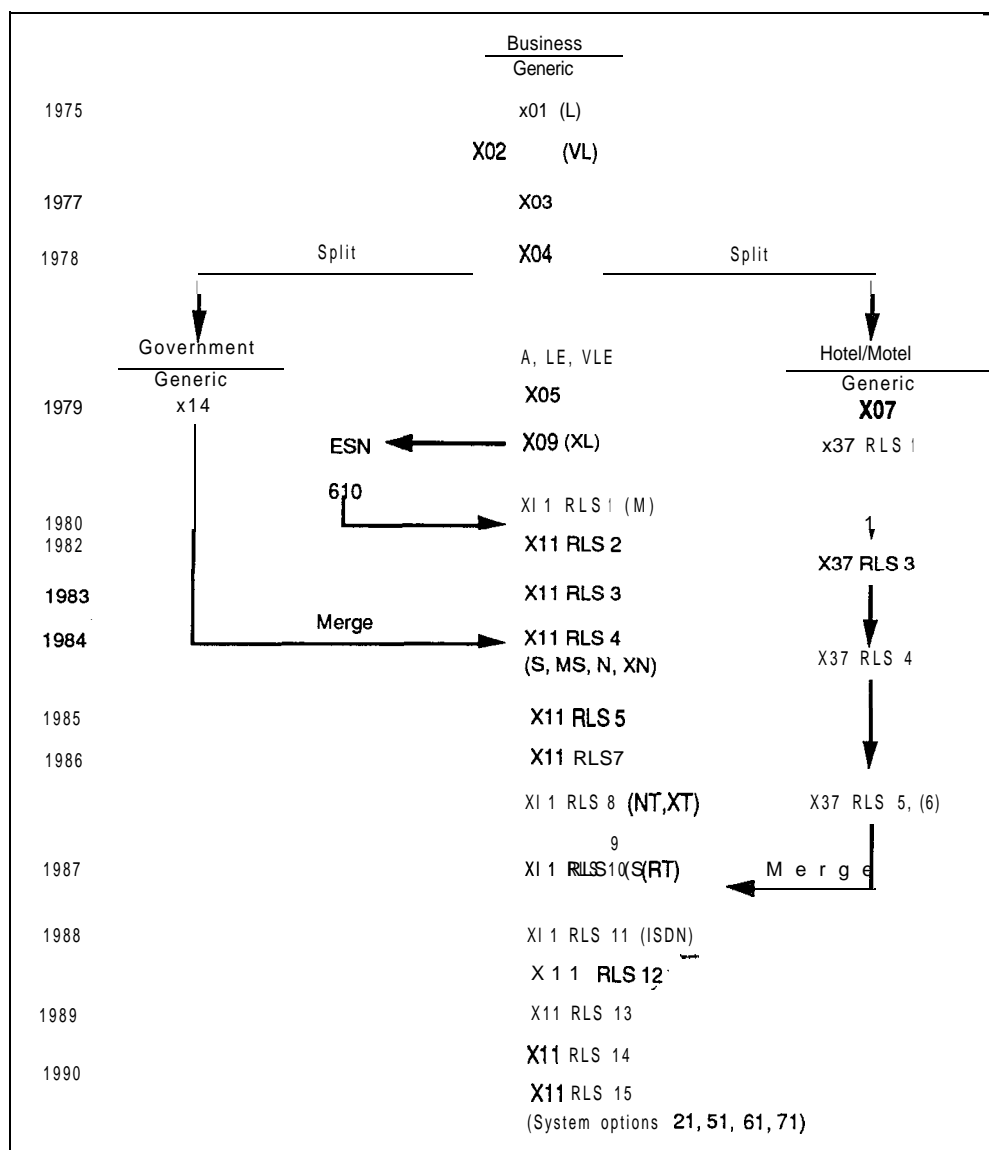 Business
Generic
1975 x01 (L)
X02 (VL)
1977 X03
1978 Split X04 Split
Government A, LE, VLE Hotel/Motel
Generic X05 Generic
1979 x14 X07
ESN X09 (XL) x37 RLS 1
610
1980 XI 1 RLS 1 (M) 1
1982 X11 RLS 2
X37 RLS 3
1983 X11 RLS 3
1984 Merge X11 RLS 4
(S, MS, N, XN) X37 RLS 4
1985 X11 RLS 5
1986 X11 RLS7
XI 1 RLS 8 (NT,XT) X37 RLS 5, (6)
9
1987 XI 1 10 (RT) Merge
1988 XI 1 RLS 11 (ISDN)
X11 RLS 12
1989 X11 RLS 13
X11 RLS 14
1990
X11 RLS 15
(System options 21, 51, 61, 71)